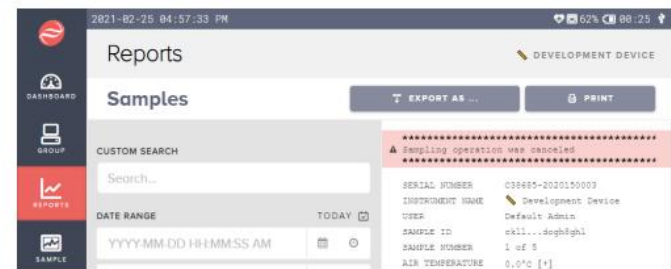 2021-02-25 04:57:33 PM 62% 00:25
Reports
DEVELOPMENT DEVICE
DASHBOARD
Samples
EXPORT AS ...
PRINT
GROUP
CUSTOM SEARCH
Search...
REPORTS
DATE RANGE
TODAY
YYYY-MM-DD HH:MM:SS AM
SAMPLE
****************************************
Sampling operation was canceled
****************************************
SERIAL NUMBER C38685-2020150003
INSTRUMENT NAME Development Device
USER Default Admin
SAMPLE ID ckll...dogh8ghl
SAMPLE NUMBER 1 of 5
AIR TEMPERATURE 0.0°C [+]